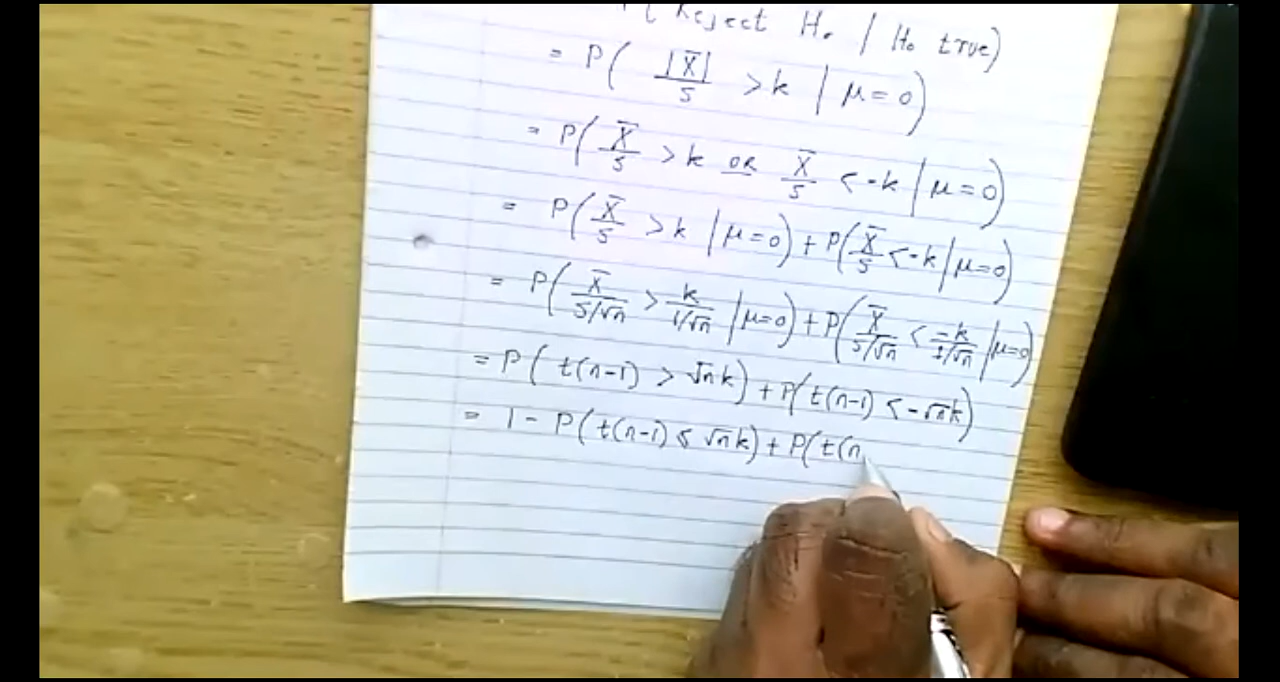 P( Reject H₀ / H₀ true)
= P( |X̄|/S > k | μ=0)
= P( X̄/S > k OR X̄/S < -k | μ=0)
= P( X̄/S > k | μ=0) + P( X̄/S < -k | μ=0)
= P( X̄/(S/√n) > k/(1/√n) | μ=0) + P( X̄/(S/√n) < -k/(1/√n) | μ=0)
= P( t(n-1) > √n k) + P( t(n-1) < -√n k)
= 1 - P( t(n-1) ≤ √n k) + P( t(n